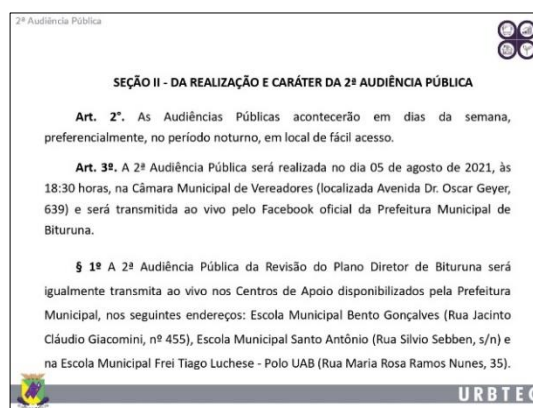 2ª Audiência Pública
SEÇÃO II - DA REALIZAÇÃO E CARÁTER DA 2ª AUDIÊNCIA PÚBLICA
Art. 2°. As Audiências Públicas acontecerão em dias da semana,
preferencialmente, no período noturno, em local de fácil acesso.
Art. 3º. A 2ª Audiência Pública será realizada no dia 05 de agosto de 2021, às
18:30 horas, na Câmara Municipal de Vereadores (localizada Avenida Dr. Oscar Geyer,
639) e será transmitida ao vivo pelo Facebook oficial da Prefeitura Municipal de
Bituruna.
§ 1º A 2ª Audiência Pública da Revisão do Plano Diretor de Bituruna será
igualmente transmita ao vivo nos Centros de Apoio disponibilizados pela Prefeitura
Municipal, nos seguintes endereços: Escola Municipal Bento Gonçalves (Rua Jacinto
Cláudio Giacomini, nº 455), Escola Municipal Santo Antônio (Rua Silvio Sebben, s/n) e
na Escola Municipal Frei Tiago Luchese - Polo UAB (Rua Maria Rosa Ramos Nunes, 35).
URBTEC